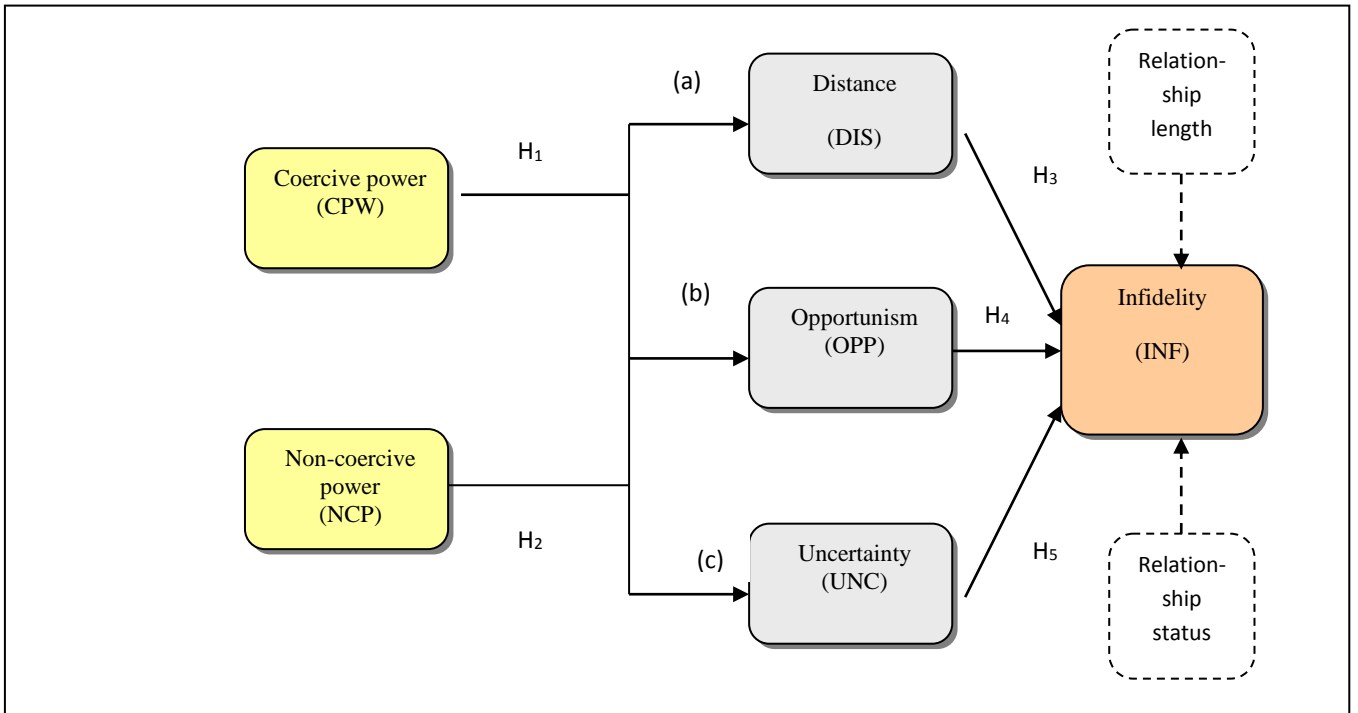 (a)
Distance
(DIS)
Relation-
ship
length
H₁
H₃
Coercive power
(CPW)
(b)
Opportunism
(OPP)
H₄
Infidelity
(INF)
Non-coercive
power
(NCP)
H₂
(c)
Uncertainty
(UNC)
H₅
Relation-
ship
status